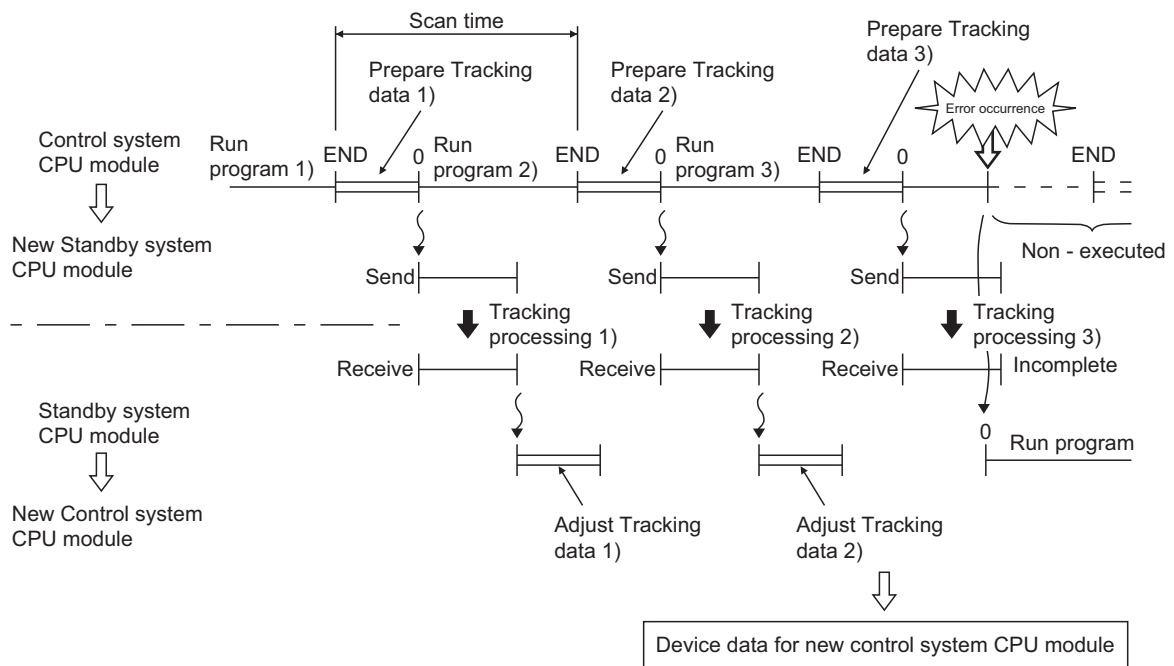 Scan time
Prepare Tracking
data 1)
Prepare Tracking
data 2)
Prepare Tracking
data 3)
Error occurrence
Control system
CPU module
Run
program 1)
END
0
Run
program 2)
END
0
Run
program 3)
0
END
New Standby system
CPU module
Non - executed
Send
Send
Send
Tracking
processing 1)
Tracking
processing 2)
Tracking
processing 3)
Receive
Receive
Receive
Incomplete
Standby system
CPU module
0
Run program
New Control system
CPU module
Adjust Tracking
data 1)
Adjust Tracking
data 2)
Device data for new control system CPU module